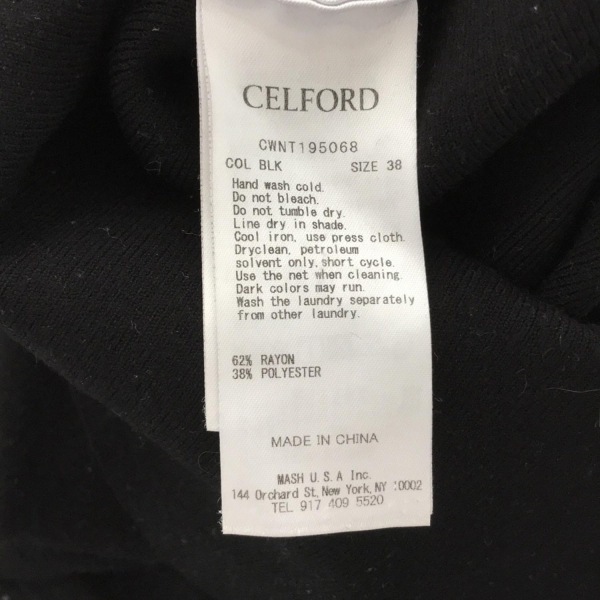 CELFORD
CWNT195068
COL BLK SIZE 38
Hand wash cold.
Do not bleach.
Do not tumble dry.
Line dry in shade.
Cool iron, use press cloth.
Dryclean, petroleum
solvent only, short cycle.
Use the net when cleaning.
Dark colors may run.
Wash the laundry separately
from other laundry.
62% RAYON
38% POLYESTER
MADE IN CHINA
MASH U.S.A Inc.
144 Orchard St, New York, NY 10002
TEL 917 409 5520